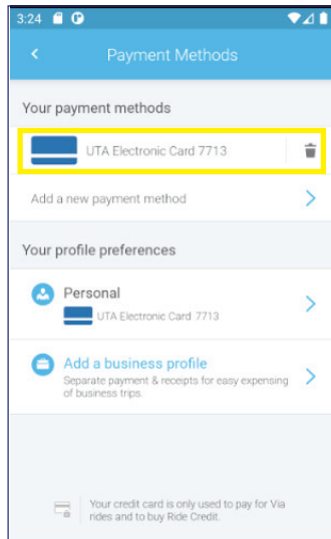 3:24
Payment Methods
Your payment methods
UTA Electronic Card 7713
Add a new payment method
Your profile preferences
Personal
UTA Electronic Card 7713
Add a business profile
Separate payment & receipts for easy expensing
of business trips.
Your credit card is only used to pay for Via
rides and to buy Ride Credit.